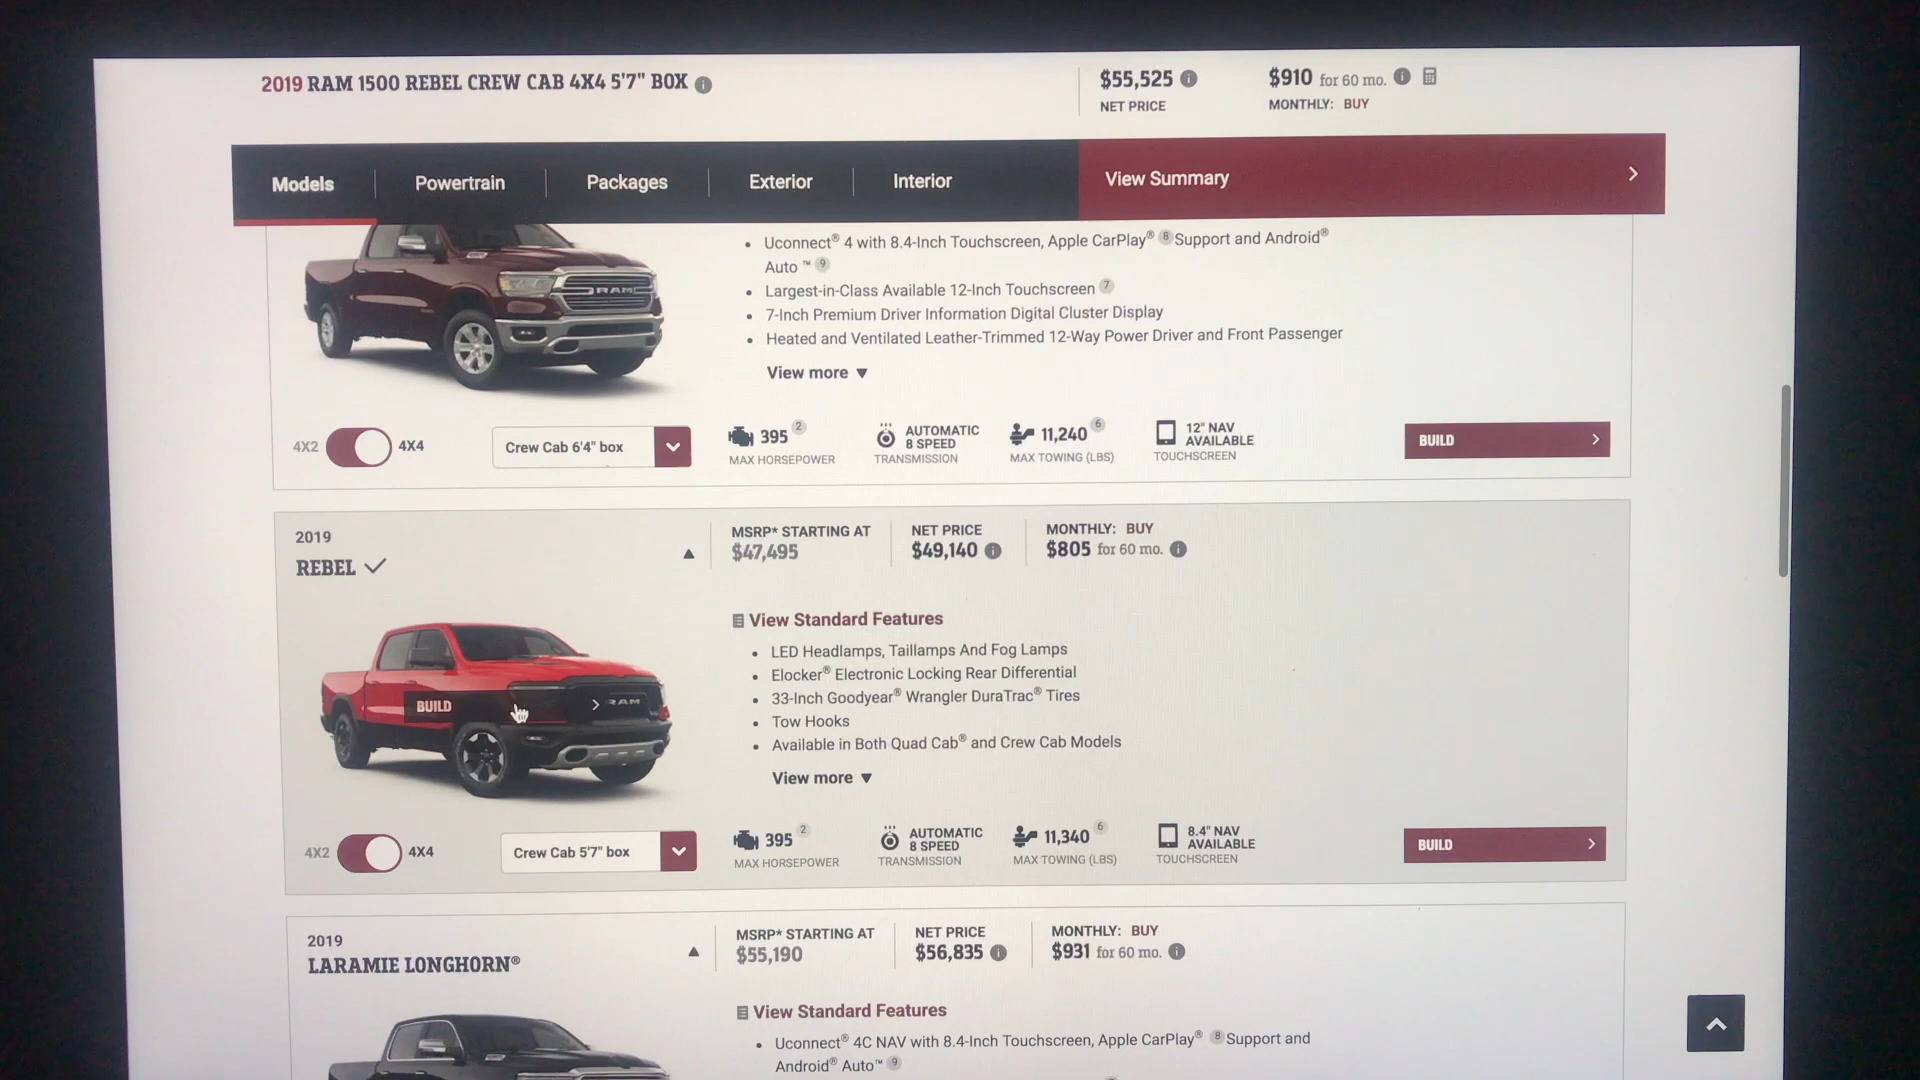 2019 RAM 1500 REBEL CREW CAB 4X4 5'7" BOX
$55,525
NET PRICE
$910 for 60 mo.
MONTHLY: BUY
Models
Powertrain
Packages
Exterior
Interior
View Summary
RAM
Uconnect® 4 with 8.4-Inch Touchscreen, Apple CarPlay® 8 Support and Android®
Auto ™ 9
Largest-in-Class Available 12-Inch Touchscreen 7
7-Inch Premium Driver Information Digital Cluster Display
Heated and Ventilated Leather-Trimmed 12-Way Power Driver and Front Passenger
View more
4X2
4X4
Crew Cab 6'4" box
395 2
MAX HORSEPOWER
AUTOMATIC
8 SPEED
TRANSMISSION
11,240 6
MAX TOWING (LBS)
12" NAV
AVAILABLE
TOUCHSCREEN
BUILD
2019
REBEL
MSRP* STARTING AT
$47,495
NET PRICE
$49,140
MONTHLY: BUY
$805 for 60 mo.
BUILD
RAM
View Standard Features
LED Headlamps, Taillamps And Fog Lamps
Elocker® Electronic Locking Rear Differential
33-Inch Goodyear® Wrangler DuraTrac® Tires
Tow Hooks
Available in Both Quad Cab® and Crew Cab Models
View more
4X2
4X4
Crew Cab 5'7" box
395 2
MAX HORSEPOWER
AUTOMATIC
8 SPEED
TRANSMISSION
11,340 6
MAX TOWING (LBS)
8.4" NAV
AVAILABLE
TOUCHSCREEN
BUILD
2019
LARAMIE LONGHORN®
MSRP* STARTING AT
$55,190
NET PRICE
$56,835
MONTHLY: BUY
$931 for 60 mo.
View Standard Features
Uconnect® 4C NAV with 8.4-Inch Touchscreen, Apple CarPlay® 8 Support and
Android® Auto™ 9